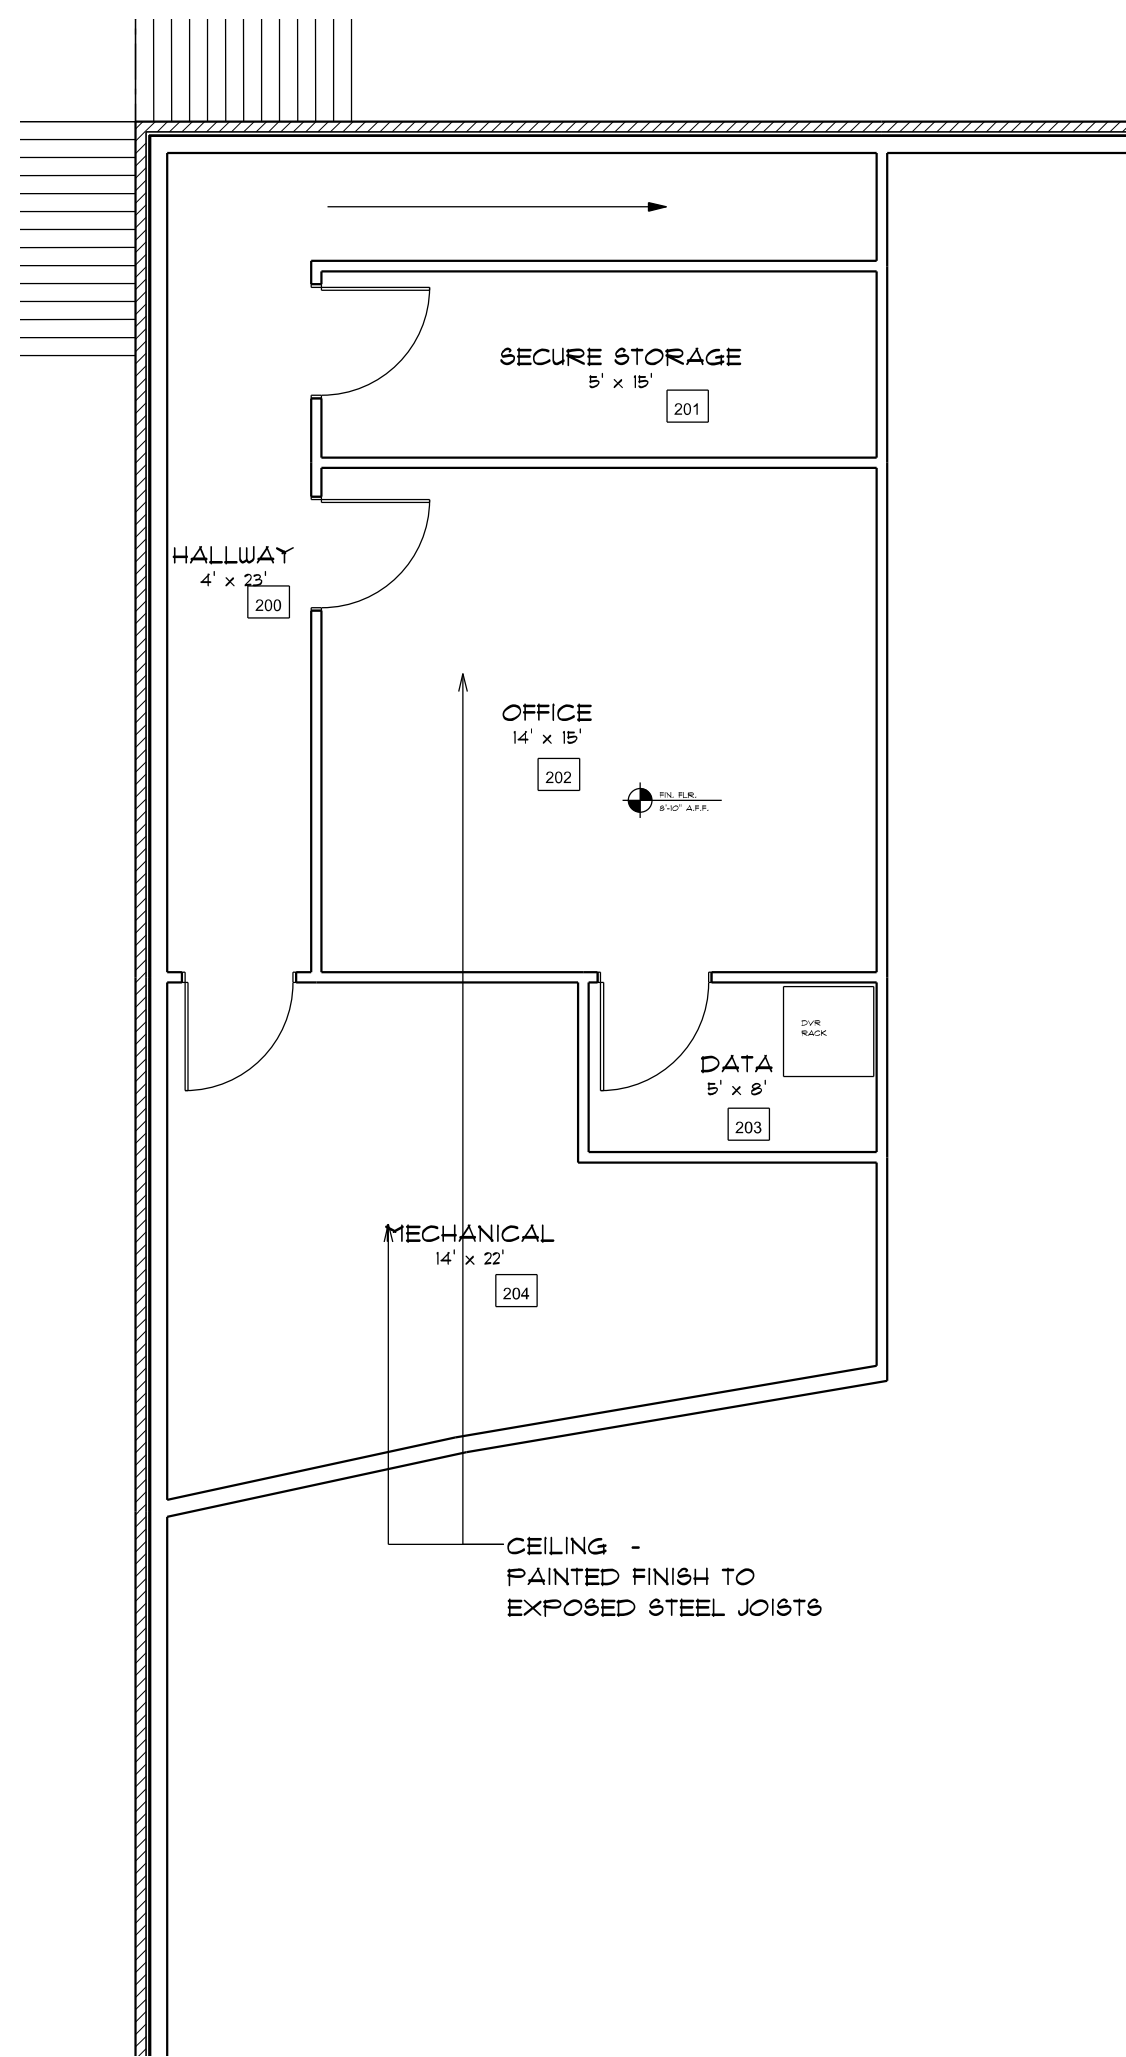 SECURE STORAGE
5' x 15'
201
HALLWAY
4' x 23'
200
OFFICE
14' x 15'
202
FIN. FLR.
8'-10" A.F.F.
DVR
RACK
DATA
5' x 8'
203
MECHANICAL
14' x 22'
204
CEILING -
PAINTED FINISH TO
EXPOSED STEEL JOISTS